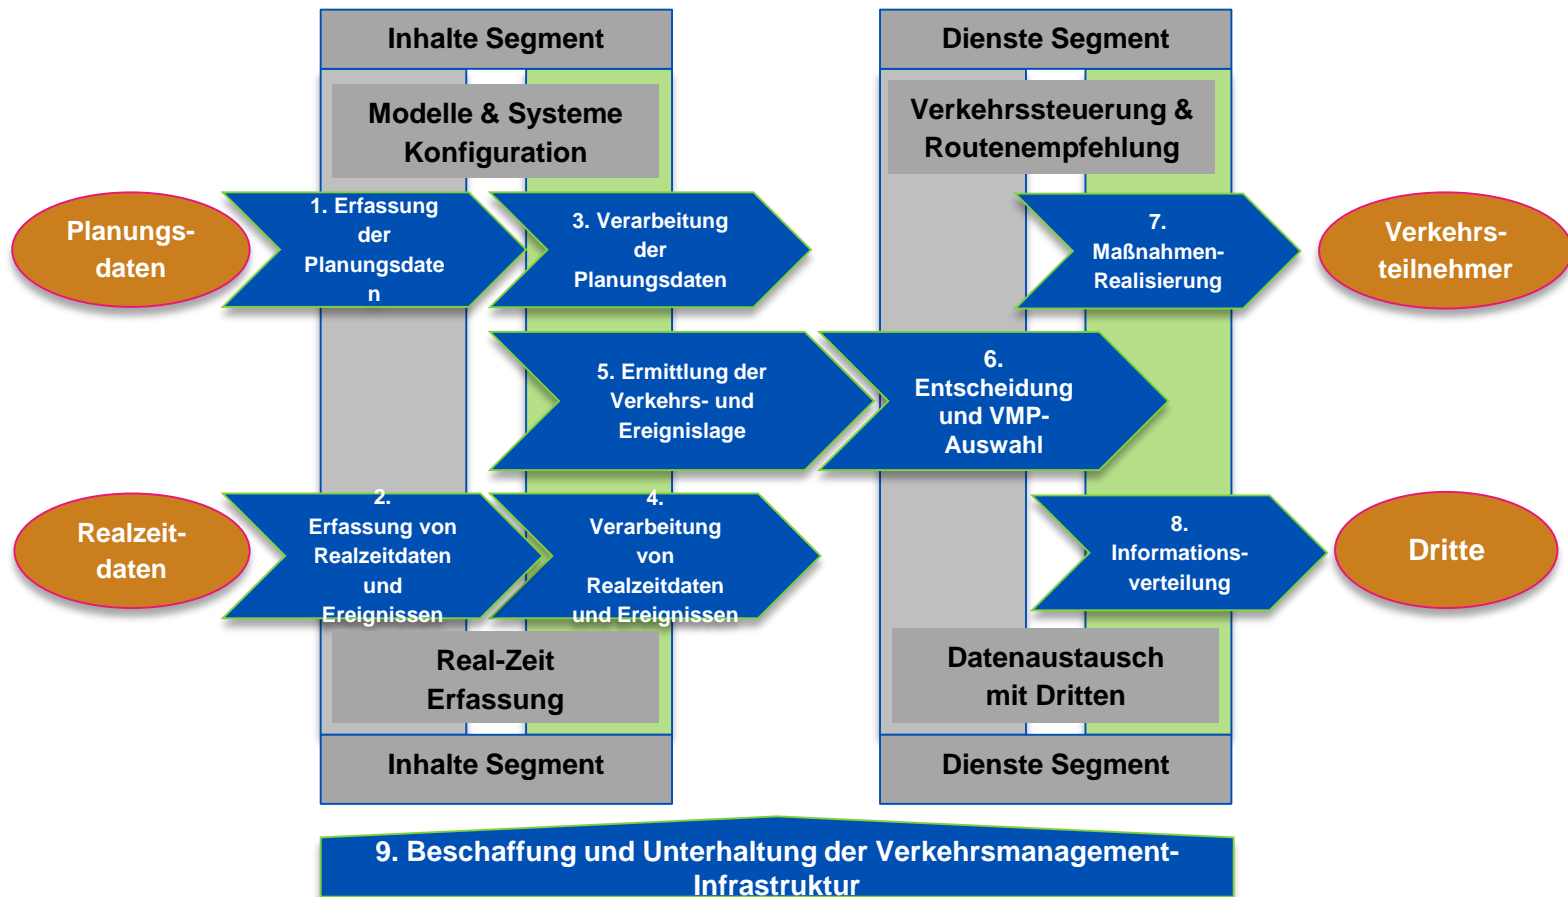 Inhalte Segment
Dienste Segment
Modelle & Systeme
Konfiguration
Verkehrssteuerung &
Routenempfehlung
Planungs-
daten
1. Erfassung
der
Planungsdate
n
3. Verarbeitung
der
Planungsdaten
7.
Maßnahmen-
Realisierung
Verkehrs-
teilnehmer
5. Ermittlung der
Verkehrs- und
Ereignislage
6.
Entscheidung
und VMP-
Auswahl
Realzeit-
daten
2.
Erfassung von
Realzeitdaten
und
Ereignissen
4.
Verarbeitung
von
Realzeitdaten
und Ereignissen
8.
Informations-
verteilung
Dritte
Real-Zeit
Erfassung
Datenaustausch
mit Dritten
Inhalte Segment
Dienste Segment
9. Beschaffung und Unterhaltung der Verkehrsmanagement-
Infrastruktur